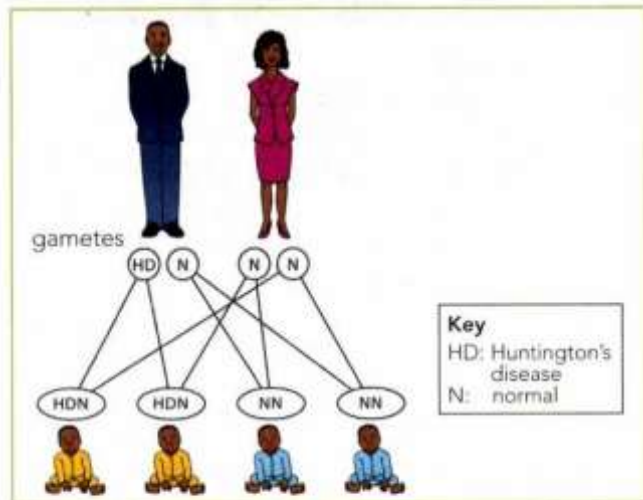 gametes
HD N N N
HDN HDN NN NN
Key
HD: Huntington's
disease
N: normal